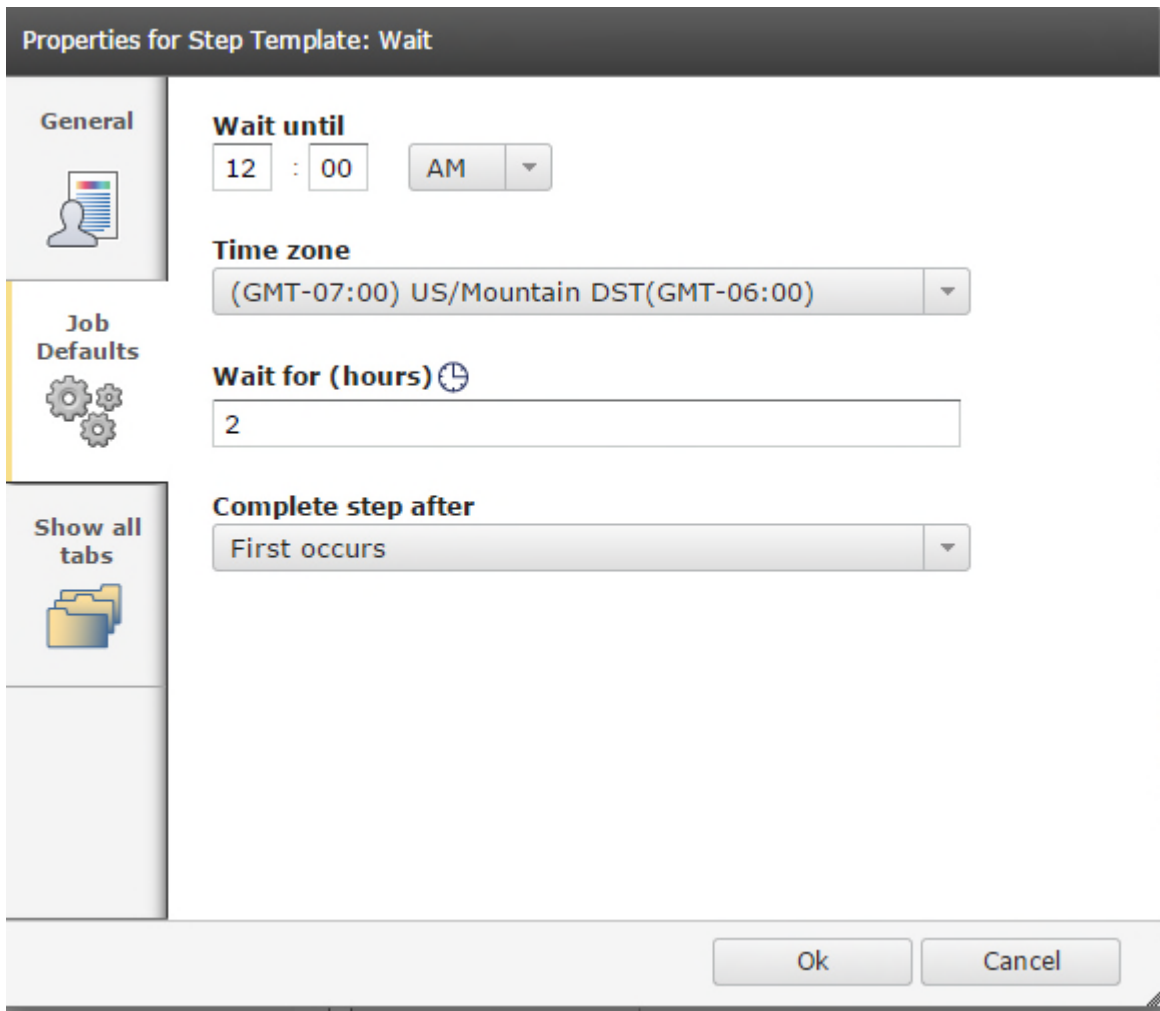 Properties for Step Template: Wait
General
Job
Defaults
Show all
tabs
Wait until
12 : 00 AM
Time zone
(GMT-07:00) US/Mountain DST(GMT-06:00)
Wait for (hours)
2
Complete step after
First occurs
Ok Cancel